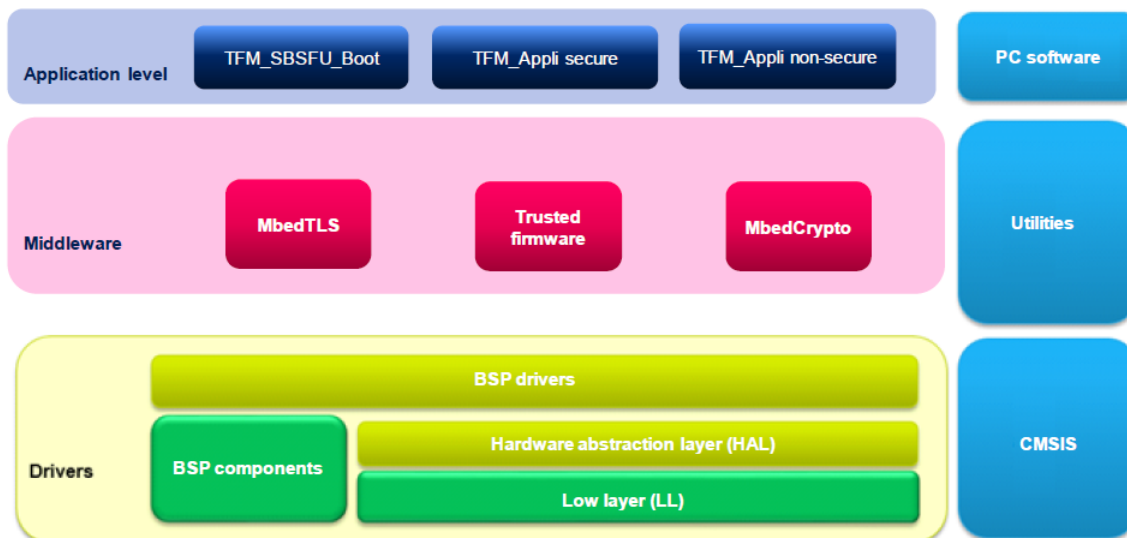 TFM_SBSFU_Boot
TFM_Appli secure
TFM_Appli non-secure
PC software
Application level
MbedTLS
Trusted
firmware
MbedCrypto
Utilities
Middleware
BSP drivers
Hardware abstraction layer (HAL)
BSP components
CMSIS
Drivers
Low layer (LL)